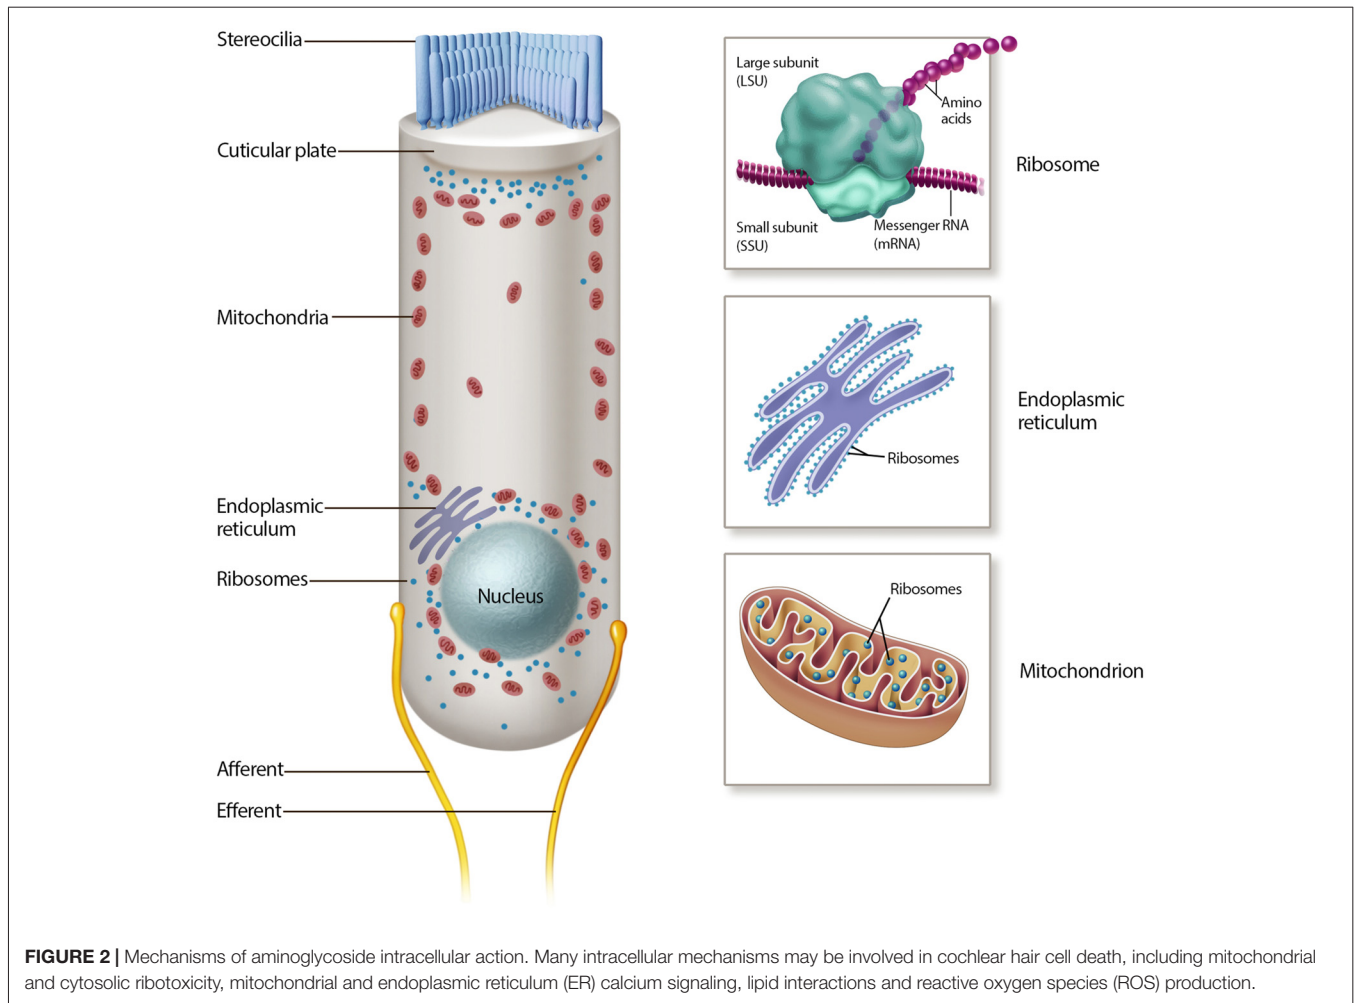 Stereocilia
Cuticular plate
Mitochondria
Endoplasmic
reticulum
Ribosomes
Nucleus
Afferent
Efferent
Large subunit
(LSU)
Amino
acids
Small subunit
(SSU)
Messenger RNA
(mRNA)
Ribosome
Ribosomes
Endoplasmic
reticulum
Ribosomes
Mitochondrion
FIGURE 2 | Mechanisms of aminoglycoside intracellular action. Many intracellular mechanisms may be involved in cochlear hair cell death, including mitochondrial
and cytosolic ribotoxicity, mitochondrial and endoplasmic reticulum (ER) calcium signaling, lipid interactions and reactive oxygen species (ROS) production.